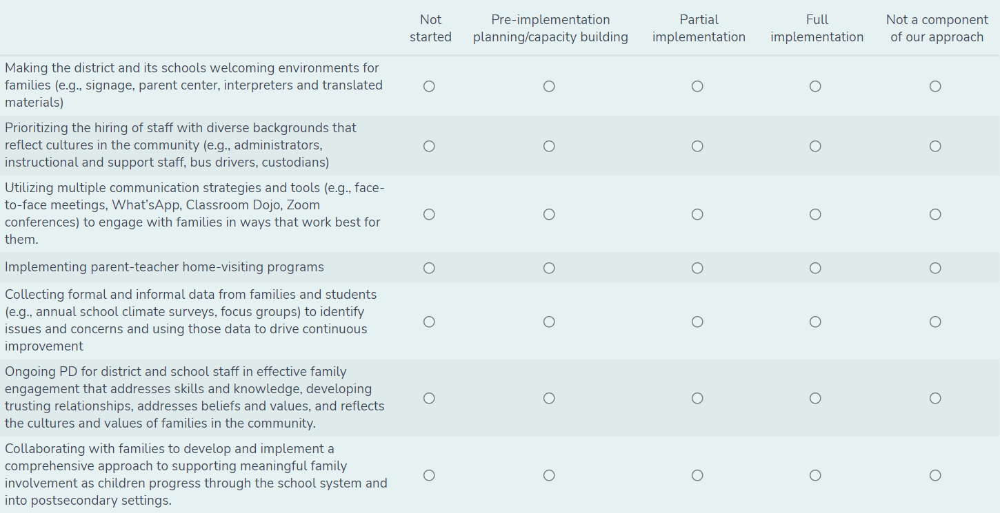 Not started
Pre-implementation planning/capacity building
Partial implementation
Full implementation
Not a component of our approach
Making the district and its schools welcoming environments for
families (e.g., signage, parent center, interpreters and translated
materials)
Prioritizing the hiring of staff with diverse backgrounds that
reflect cultures in the community (e.g., administrators,
instructional and support staff, bus drivers, custodians)
Utilizing multiple communication strategies and tools (e.g., face-
to-face meetings, What’sApp, Classroom Dojo, Zoom
conferences) to engage with families in ways that work best for
them.
Implementing parent-teacher home-visiting programs
Collecting formal and informal data from families and students
(e.g., annual school climate surveys, focus groups) to identify
issues and concerns and using those data to drive continuous
improvement
Ongoing PD for district and school staff in effective family
engagement that addresses skills and knowledge, developing
trusting relationships, addresses beliefs and values, and reflects
the cultures and values of families in the community.
Collaborating with families to develop and implement a
comprehensive approach to supporting meaningful family
involvement as children progress through the school system and
into postsecondary settings.